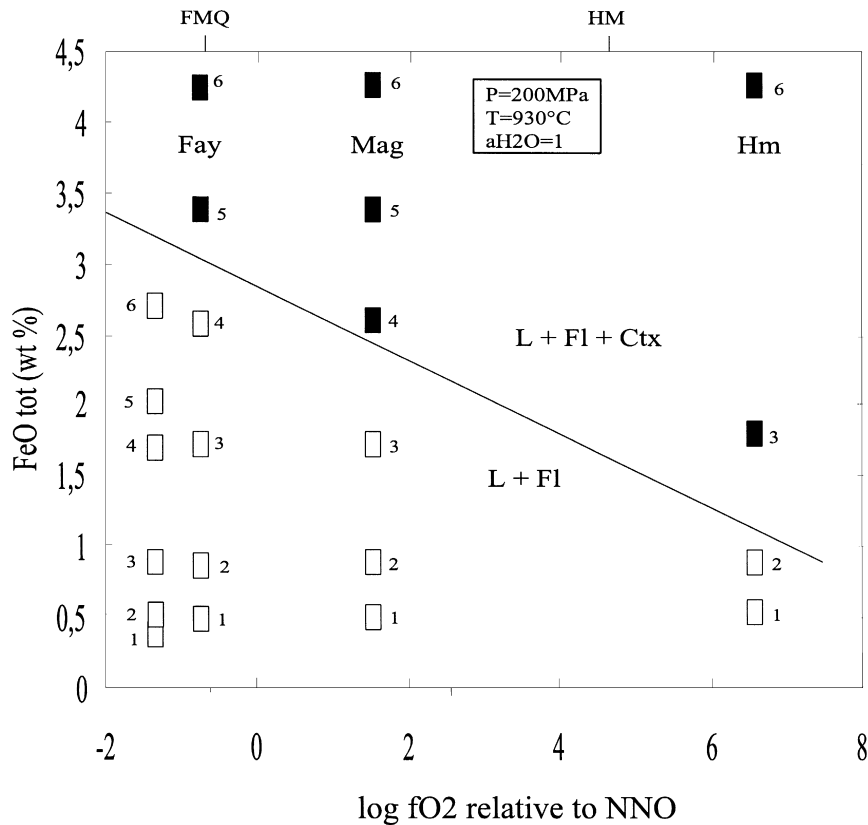 FMQ HM
4,5
6 6 6
P=200MPa
T=930°C
aH2O=1
4
Fay Mag Hm
3,5
5 5
3
6
4 4
2,5
L + Fl + Ctx
FeO tot (wt %)
2
5
3
4 3 3
1,5
L + Fl
1
3 2 2 2
0,5
2 1 1 1
1
0
-2 0 2 4 6 8
log fO2 relative to NNO